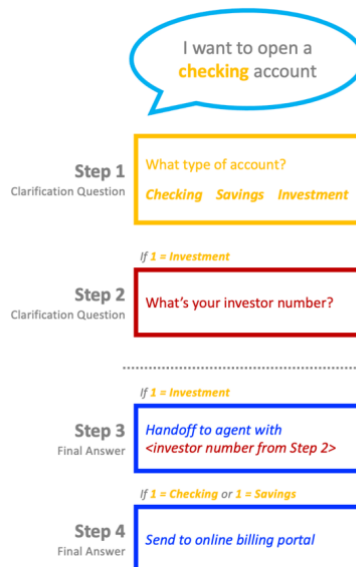 I want to open a
checking account
Step 1
Clarification Question
What type of account?
Checking Savings Investment
If 1 = Investment
Step 2
Clarification Question
What's your investor number?
If 1 = Investment
Step 3
Final Answer
Handoff to agent with
<investor number from Step 2>
If 1 = Checking or 1 = Savings
Step 4
Final Answer
Send to online billing portal